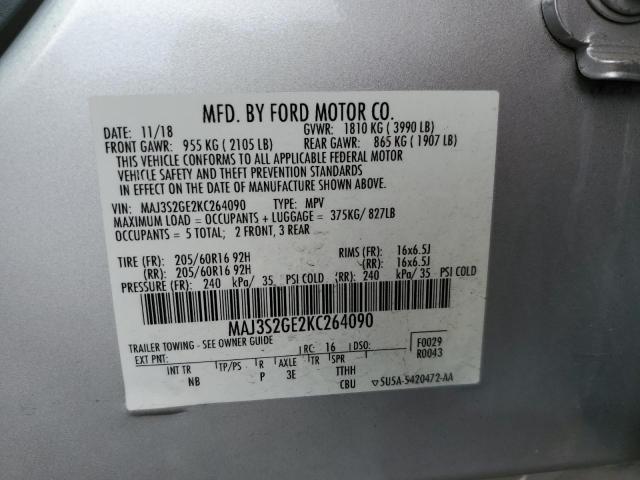 MFD. BY FORD MOTOR CO.
DATE: 11/18 GVWR: 1810 KG ( 3990 LB)
FRONT GAWR: 955 KG ( 2105 LB) REAR GAWR: 865 KG ( 1907 LB)
THIS VEHICLE CONFORMS TO ALL APPLICABLE FEDERAL MOTOR
VEHICLE SAFETY AND THEFT PREVENTION STANDARDS
IN EFFECT ON THE DATE OF MANUFACTURE SHOWN ABOVE.
VIN: MAJ3S2GE2KC264090 TYPE: MPV
MAXIMUM LOAD = OCCUPANTS + LUGGAGE = 375KG/ 827LB
OCCUPANTS = 5 TOTAL; 2 FRONT, 3 REAR
TIRE (FR): 205/60R16 92H RIMS (FR): 16x6.5J
(RR): 205/60R16 92H (RR): 16x6.5J
PRESSURE (FR): 240 kPa/ 35 PSI COLD (RR): 240 kPa/ 35 PSI COLD
MAJ3S2GE2KC264090
TRAILER TOWING - SEE OWNER GUIDE
EXT PNT: - RC: 16 DSO: F0029
R0043
INT TR TP/PS R AXLE TR SPR
NB P 3E TTHH
CBU SU5A-5420472-AA